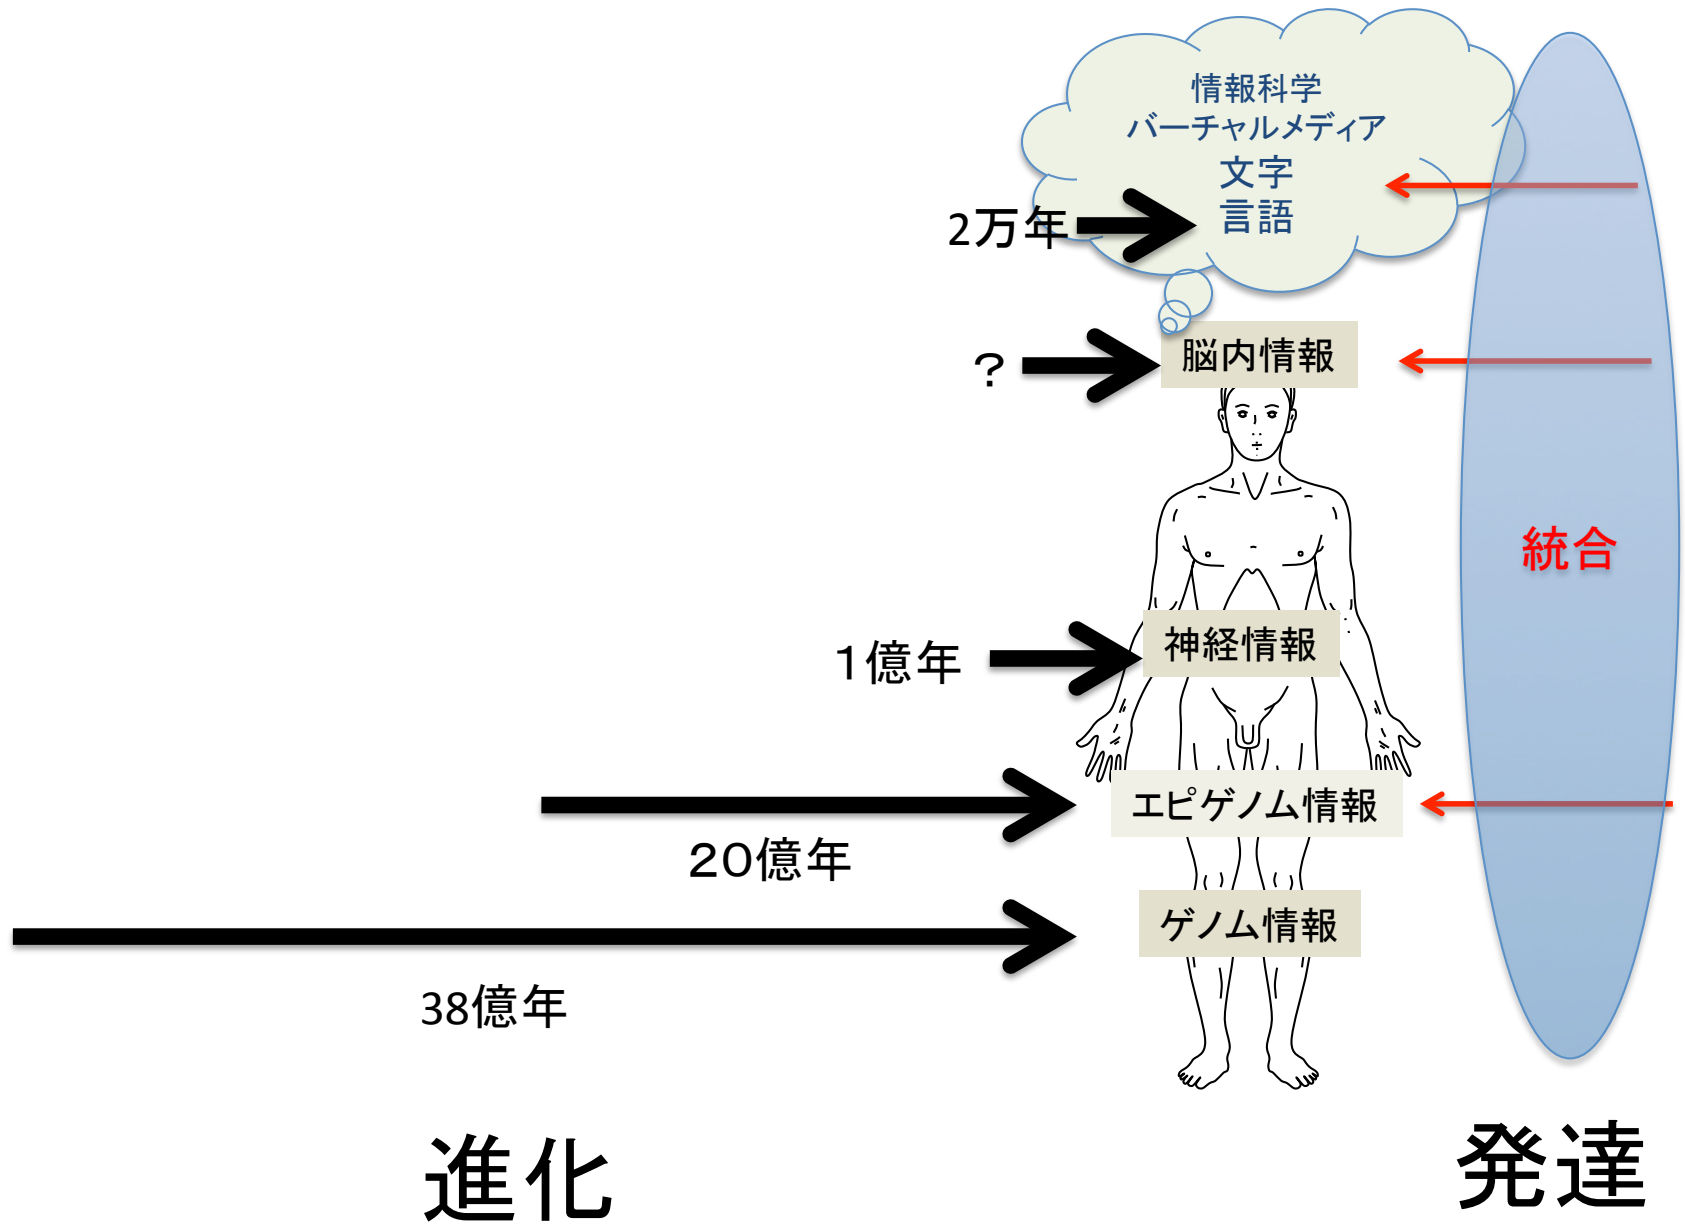 情報科学
バーチャルメディア
文字
言語
2万年
？
脳内情報
統合
1億年
神経情報
エピゲノム情報
20億年
ゲノム情報
38億年
進化
発達